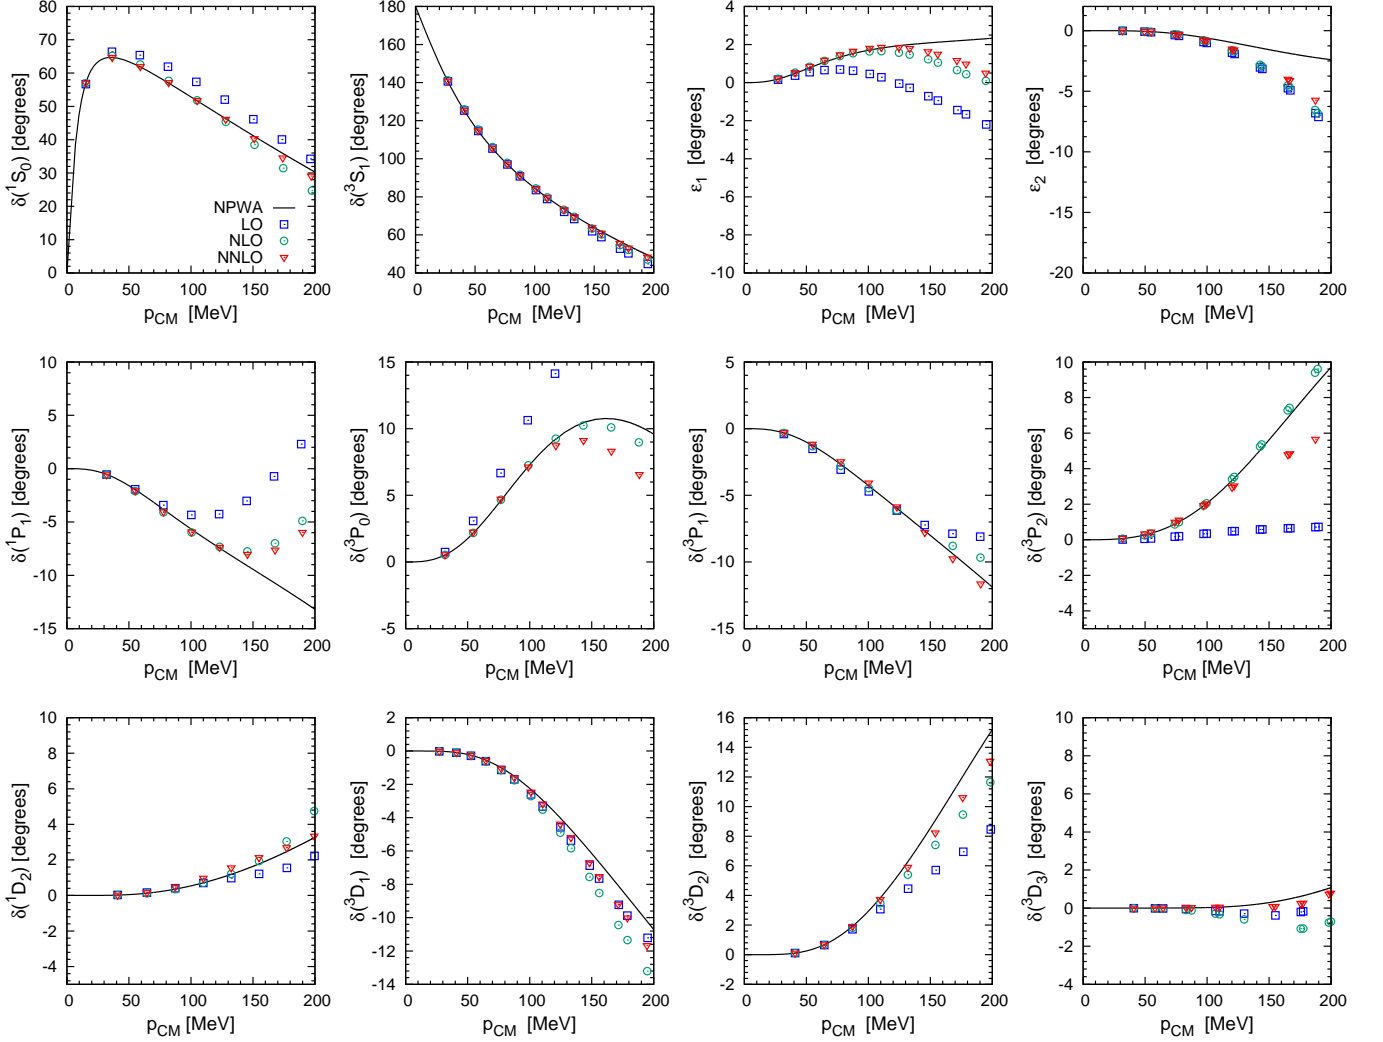 80
70
60
50
40
30
20
10
0
0 50 100 150 200
δ(¹S₀) [degrees]
p_CM [MeV]
NPWA
LO
NLO
NNLO
180
160
140
120
100
80
60
40
0 50 100 150 200
δ(³S₁) [degrees]
p_CM [MeV]
4
2
0
-2
-4
-6
-8
-10
0 50 100 150 200
ε₁ [degrees]
p_CM [MeV]
0
-5
-10
-15
-20
0 50 100 150 200
ε₂ [degrees]
p_CM [MeV]
10
5
0
-5
-10
-15
0 50 100 150 200
δ(¹P₁) [degrees]
p_CM [MeV]
15
10
5
0
-5
0 50 100 150 200
δ(³P₀) [degrees]
p_CM [MeV]
5
0
-5
-10
-15
0 50 100 150 200
δ(³P₁) [degrees]
p_CM [MeV]
10
8
6
4
2
0
-2
-4
0 50 100 150 200
δ(³P₂) [degrees]
p_CM [MeV]
10
8
6
4
2
0
-2
-4
0 50 100 150 200
δ(¹D₂) [degrees]
p_CM [MeV]
2
0
-2
-4
-6
-8
-10
-12
-14
0 50 100 150 200
δ(³D₁) [degrees]
p_CM [MeV]
16
14
12
10
8
6
4
2
0
-2
0 50 100 150 200
δ(³D₂) [degrees]
p_CM [MeV]
10
8
6
4
2
0
-2
-4
0 50 100 150 200
δ(³D₃) [degrees]
p_CM [MeV]